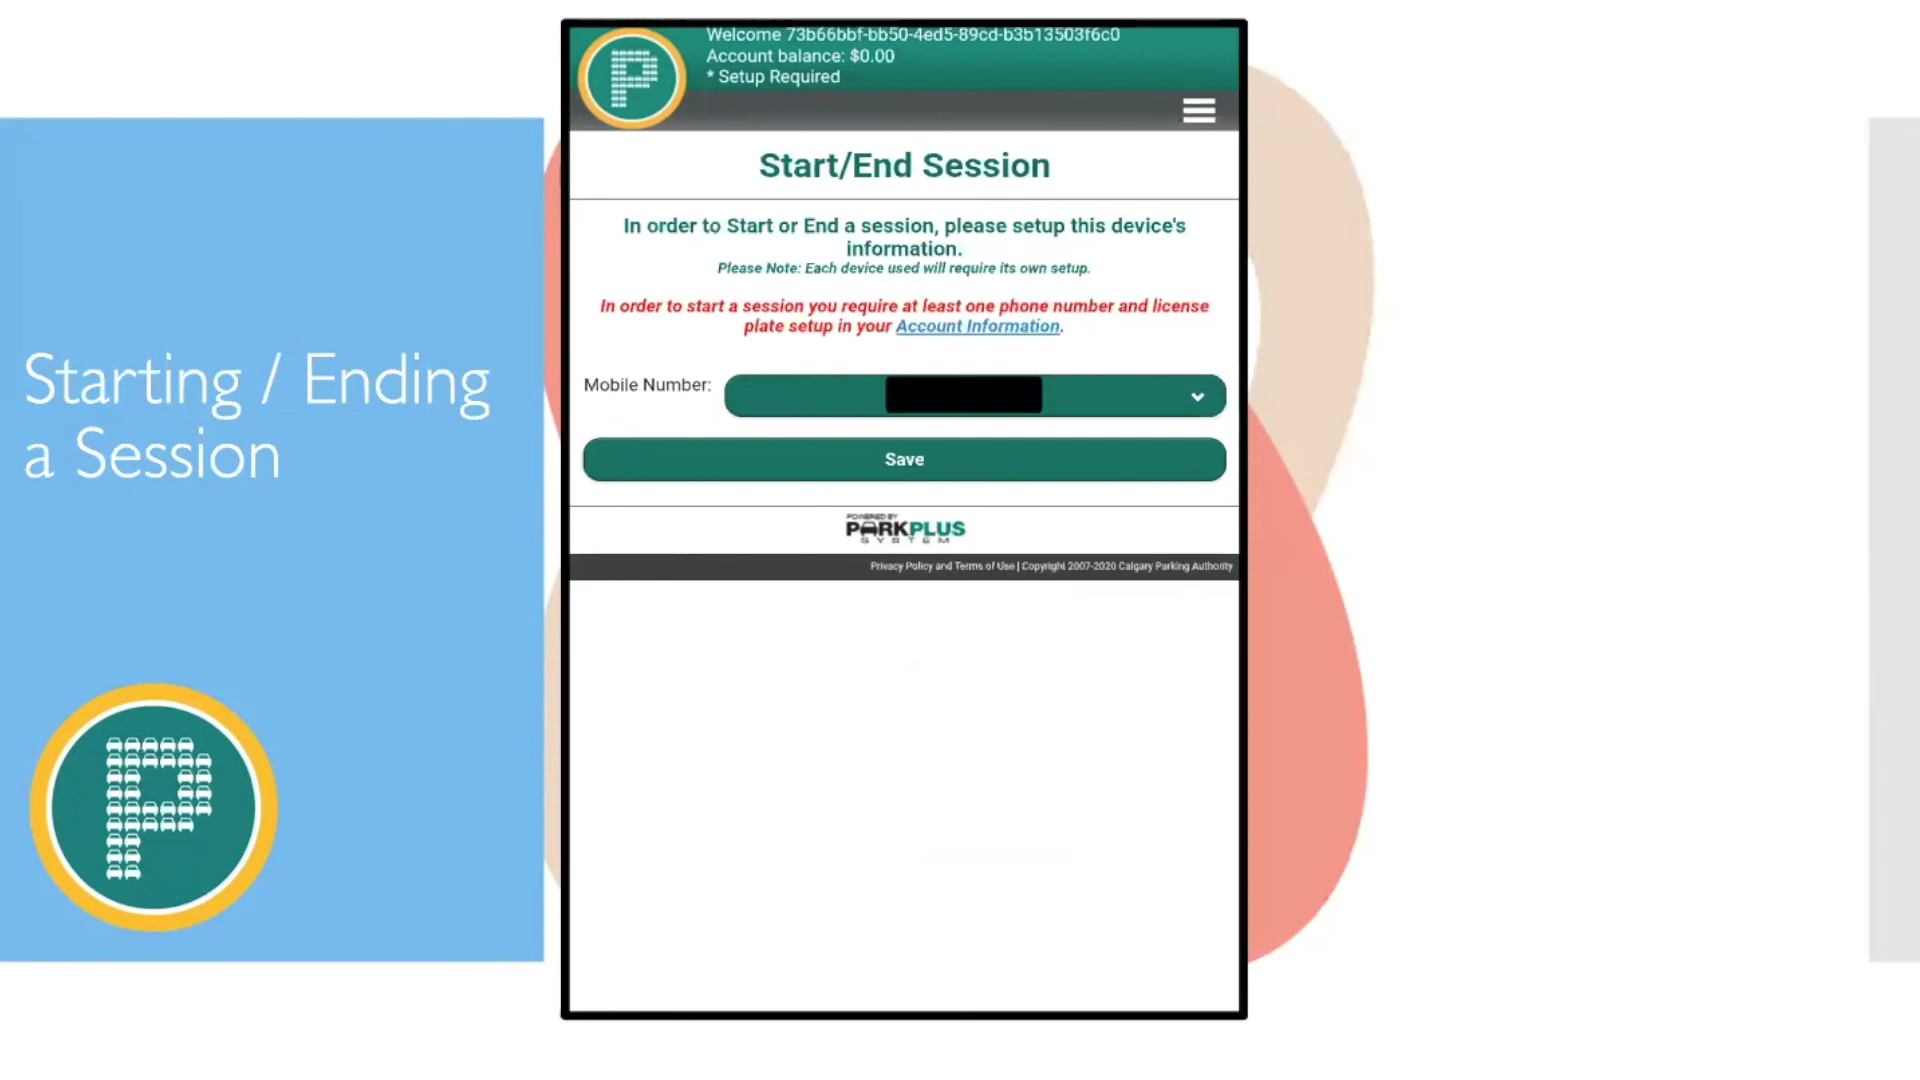 Starting / Ending
a Session
Welcome 73b66bbf-bb50-4ed5-89cd-b3b13503f6c0
Account balance: $0.00
* Setup Required
Start/End Session
In order to Start or End a session, please setup this device's
information.
Please Note: Each device used will require its own setup.
In order to start a session you require at least one phone number and license
plate setup in your Account Information.
Mobile Number:
Save
POWERED BY
PARKPLUS
SYSTEM
Privacy Policy and Terms of Use | Copyright 2007-2020 Calgary Parking Authority